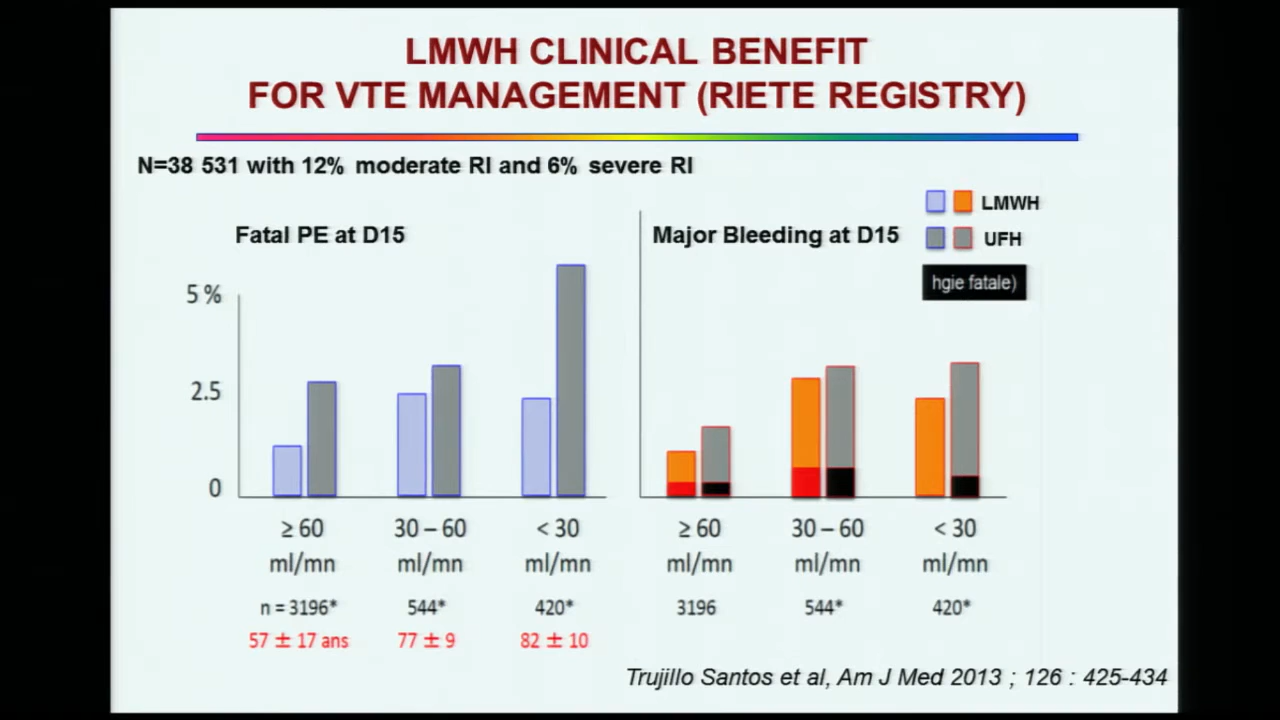 LMWH CLINICAL BENEFIT
FOR VTE MANAGEMENT (RIETE REGISTRY)
N=38 531 with 12% moderate RI and 6% severe RI
Fatal PE at D15
Major Bleeding at D15
LMWH
UFH
hgie fatale)
5 %
2.5
0
≥ 60 30 – 60 < 30 ≥ 60 30 – 60 < 30
ml/mn ml/mn ml/mn ml/mn ml/mn ml/mn
n = 3196* 544* 420* 3196 544* 420*
57 ± 17 ans 77 ± 9 82 ± 10
Trujillo Santos et al, Am J Med 2013 ; 126 : 425-434